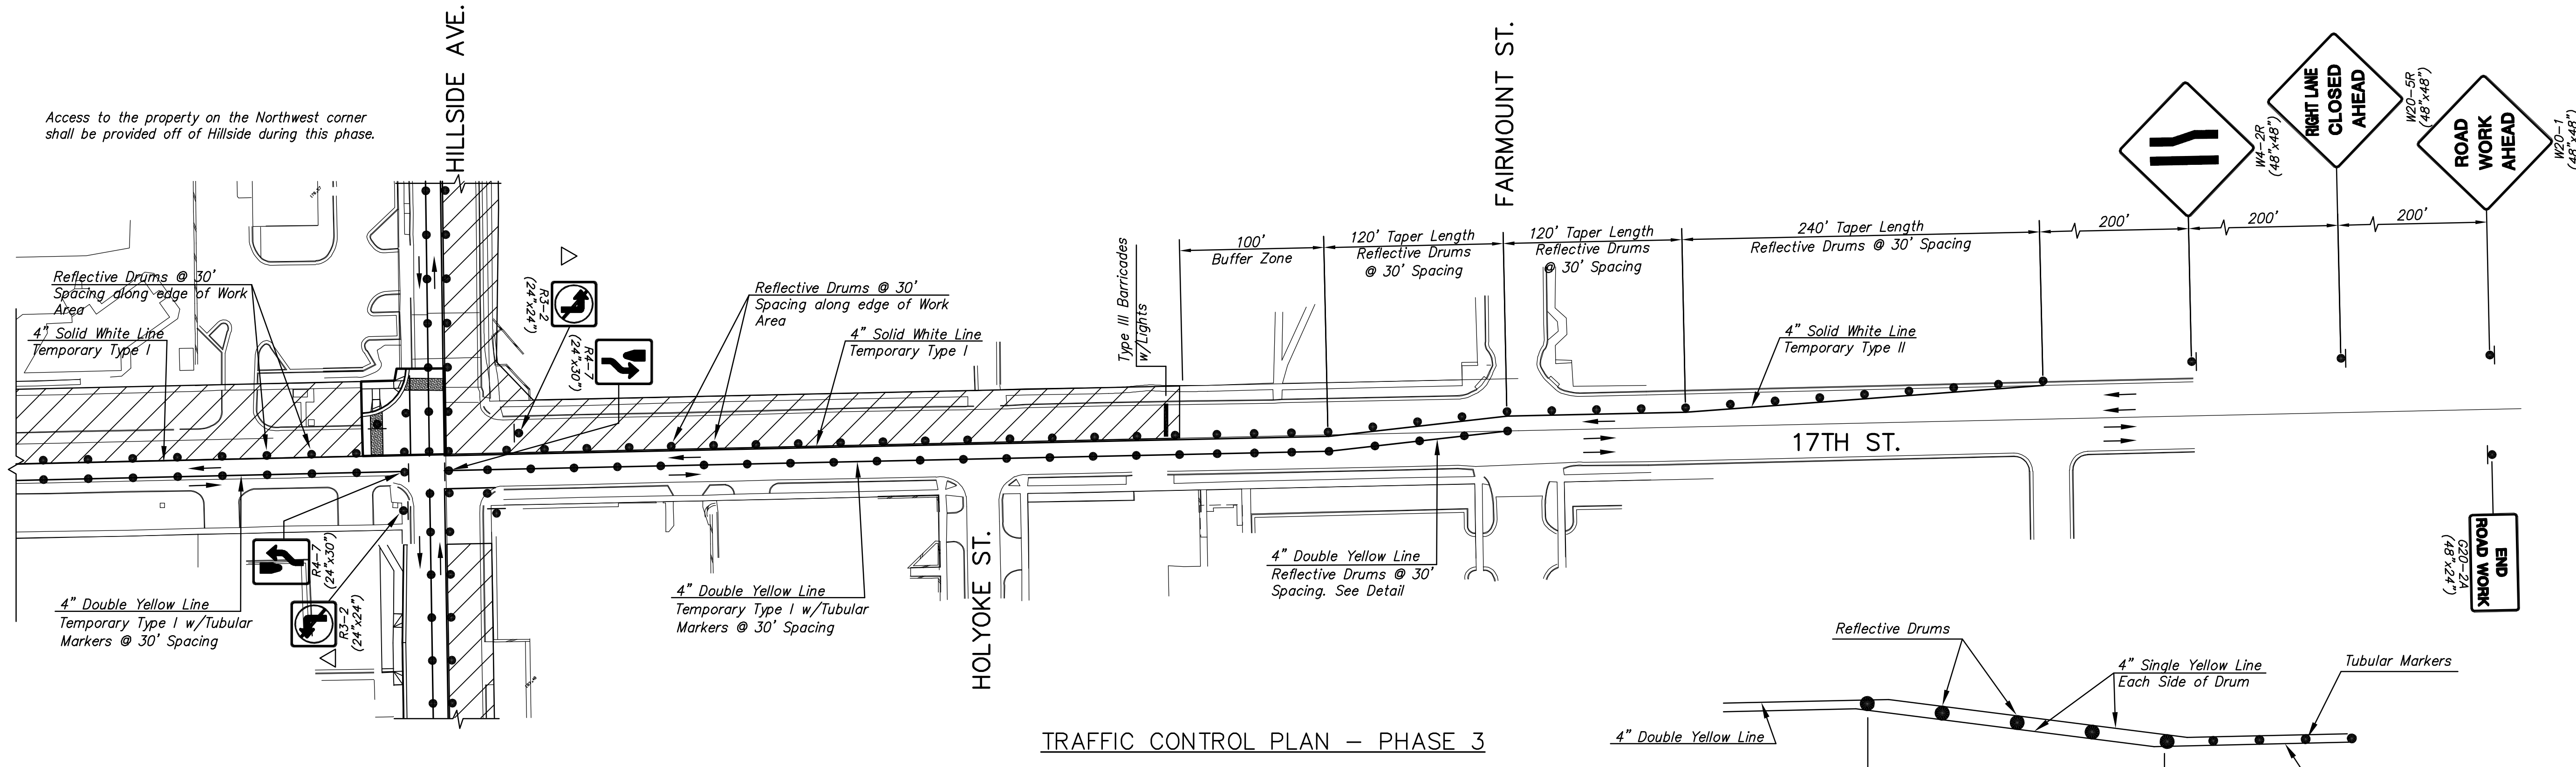 HILLSIDE AVE.
FAIRMOUNT ST.
Access to the property on the Northwest corner
shall be provided off of Hillside during this phase.
Reflective Drums @ 30'
Spacing along edge of Work
Area
4" Solid White Line
Temporary Type I
R3-2
(24"x24")
R4-7
(24"x30")
Reflective Drums @ 30'
Spacing along edge of Work
Area
4" Solid White Line
Temporary Type I
Type III Barricades
w/Lights
100'
Buffer Zone
120' Taper Length
Reflective Drums
@ 30' Spacing
120' Taper Length
Reflective Drums
@ 30' Spacing
240' Taper Length
Reflective Drums @ 30' Spacing
200'
200'
200'
W4-2R
(48"x48")
RIGHT LANE
CLOSED
AHEAD
W20-5R
(48"x48")
ROAD
WORK
AHEAD
W20-1
(48"x48")
4" Solid White Line
Temporary Type II
17TH ST.
4" Double Yellow Line
Temporary Type I w/Tubular
Markers @ 30' Spacing
R4-7
(24"x30")
R3-2
(24"x24")
4" Double Yellow Line
Temporary Type I w/Tubular
Markers @ 30' Spacing
HOLYOKE ST.
4" Double Yellow Line
Reflective Drums @ 30'
Spacing. See Detail
END
ROAD WORK
G20-2A
(48"x24")
Reflective Drums
4" Single Yellow Line
Each Side of Drum
Tubular Markers
4" Double Yellow Line
TRAFFIC CONTROL PLAN - PHASE 3